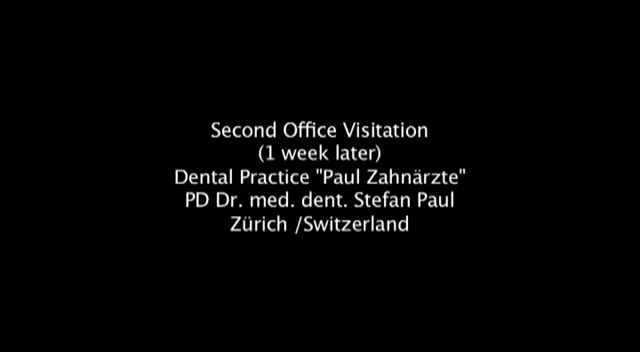 Second Office Visitation
(1 week later)
Dental Practice "Paul Zahnärzte"
PD Dr. med. dent. Stefan Paul
Zürich /Switzerland